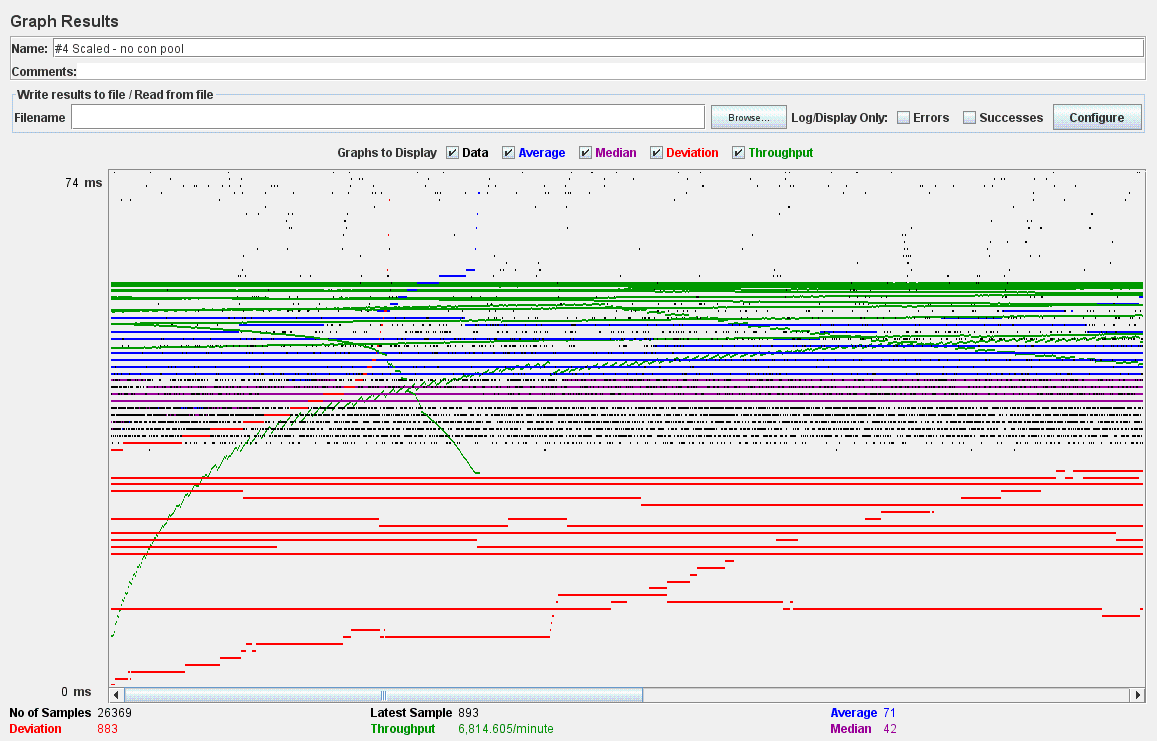 Graph Results
Name: #4 Scaled - no con pool
Comments:
Write results to file / Read from file
Filename Browse... Log/Display Only: Errors Successes Configure
Graphs to Display Data Average Median Deviation Throughput
74 ms
0 ms
No of Samples 26369 Latest Sample 893 Average 71
Deviation 883 Throughput 6,814.605/minute Median 42